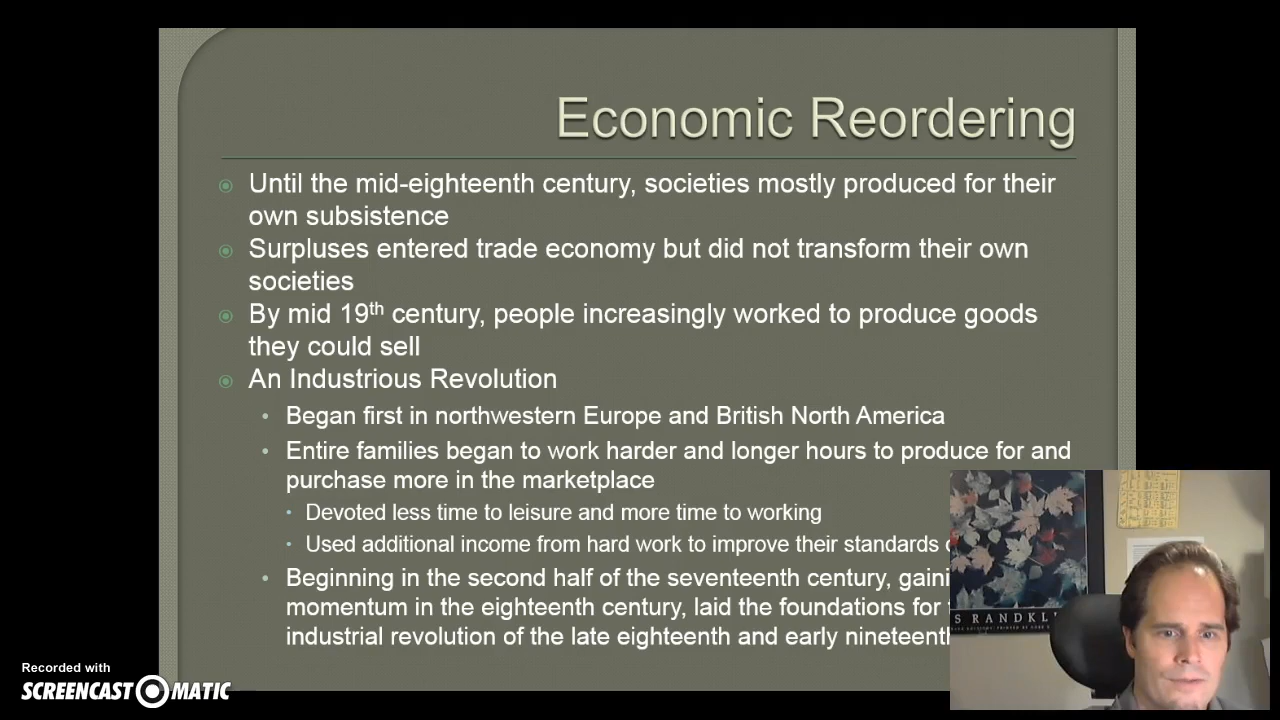 Economic Reordering
Until the mid-eighteenth century, societies mostly produced for their
own subsistence
Surpluses entered trade economy but did not transform their own
societies
By mid 19th century, people increasingly worked to produce goods
they could sell
An Industrious Revolution
Began first in northwestern Europe and British North America
Entire families began to work harder and longer hours to produce for and
purchase more in the marketplace
Devoted less time to leisure and more time to working
Used additional income from hard work to improve their standards
Beginning in the second half of the seventeenth century,
momentum in the eighteenth century, laid the foundations for
industrial revolution of the late eighteenth and early
S RANDKL
Recorded with
SCREENCAST-O-MATIC